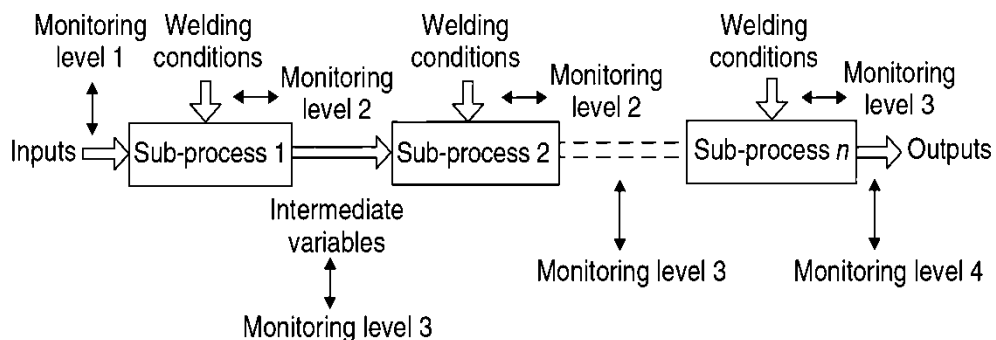 Monitoring
level 1
Welding
conditions
Monitoring
level 2
Welding
conditions
Monitoring
level 2
Welding
conditions
Monitoring
level 3
Inputs
Sub-process 1
Sub-process 2
Sub-process n
Outputs
Intermediate
variables
Monitoring level 3
Monitoring level 3
Monitoring level 4